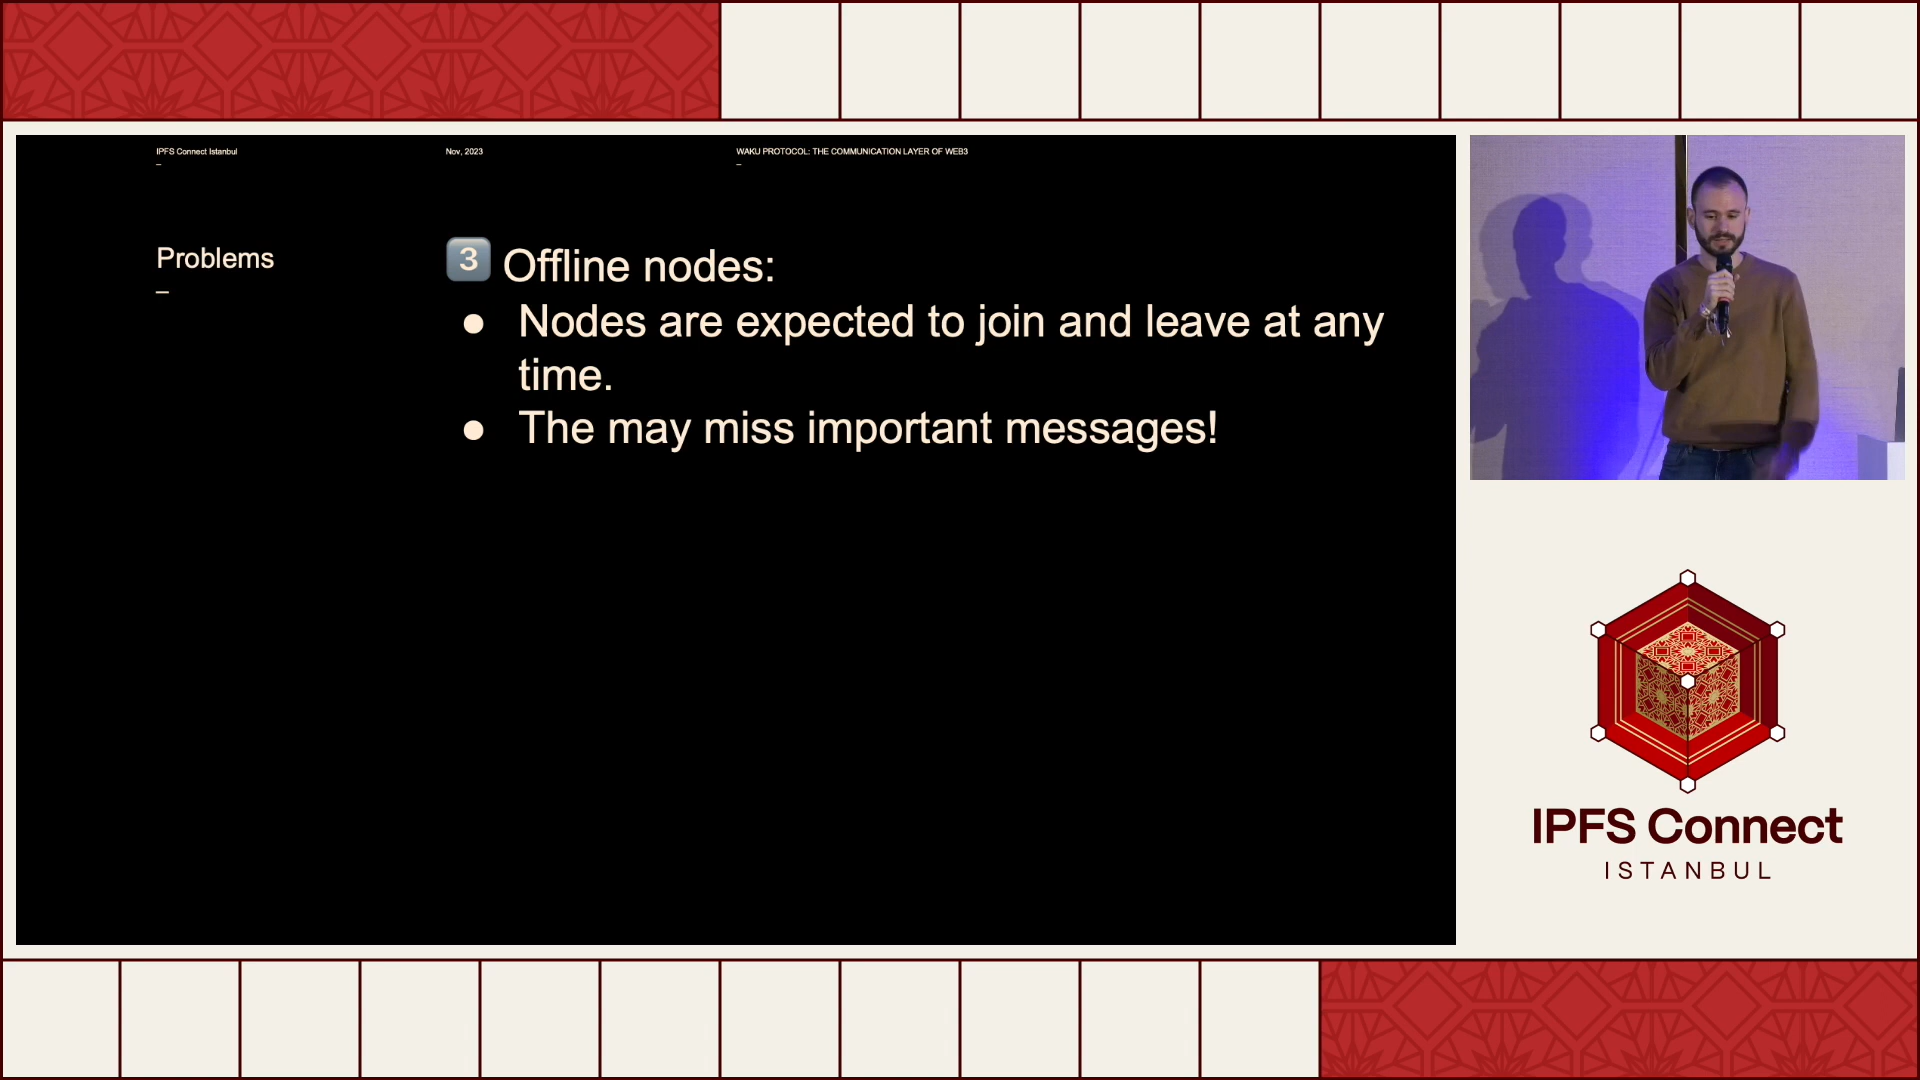 IPFS Connect Istanbul
Nov, 2023
WAKU PROTOCOL: THE COMMUNICATION LAYER OF WEB3
Problems
3 Offline nodes:
● Nodes are expected to join and leave at any
time.
● The may miss important messages!
IPFS Connect
ISTANBUL